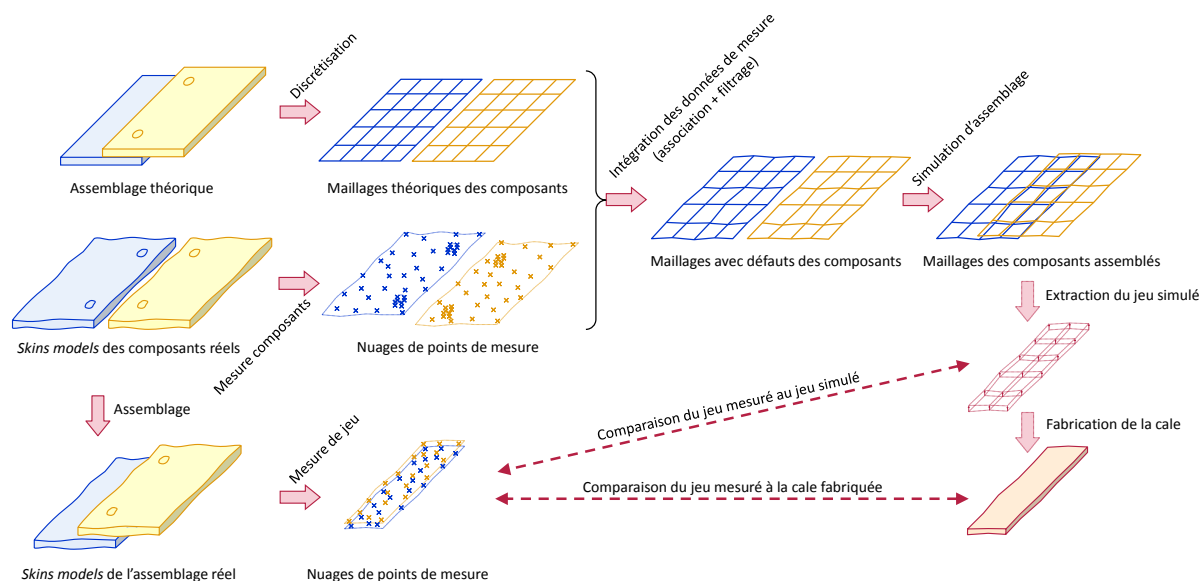 Discrétisation
Intégration des données de mesure
(association + filtrage)
Simulation d'assemblage
Assemblage théorique
Maillages théoriques des composants
Maillages avec défauts des composants
Maillages des composants assemblés
Mesure composants
Extraction du jeu simulé
Skins models des composants réels
Nuages de points de mesure
Comparaison du jeu mesuré au jeu simulé
Assemblage
Mesure de jeu
Fabrication de la cale
Comparaison du jeu mesuré à la cale fabriquée
Skins models de l'assemblage réel
Nuages de points de mesure